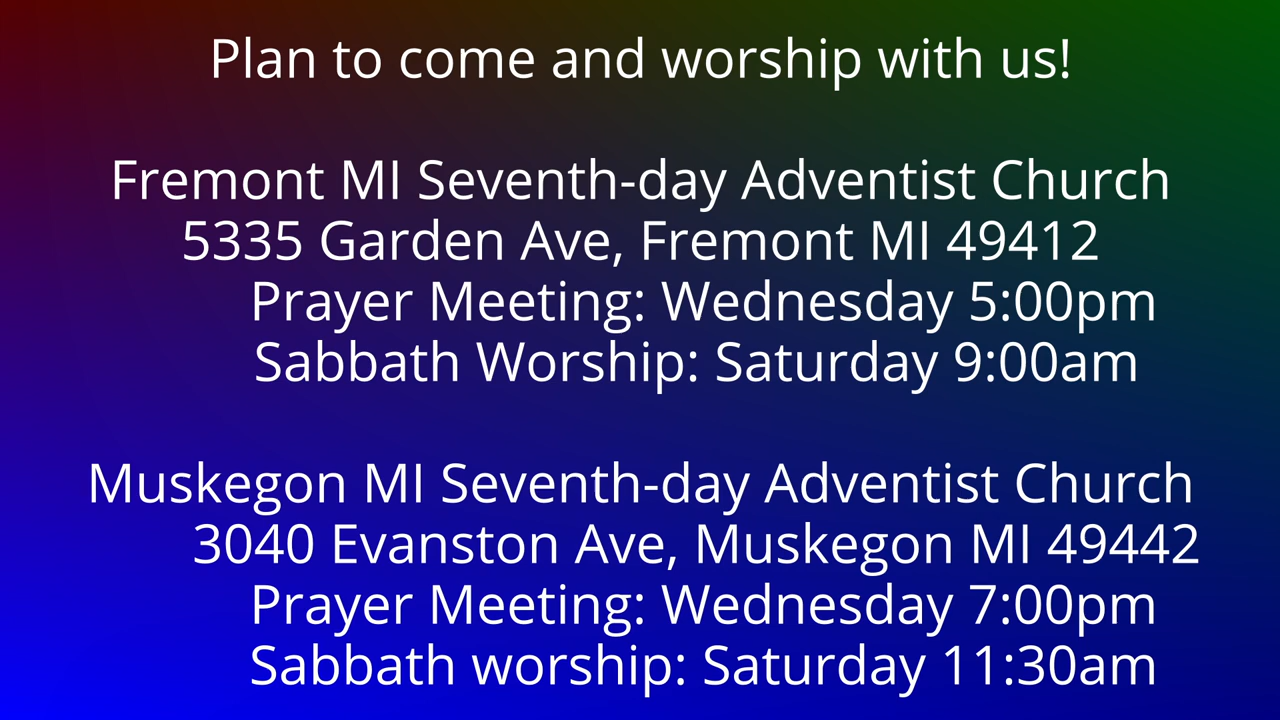 Plan to come and worship with us!
Fremont MI Seventh-day Adventist Church
5335 Garden Ave, Fremont MI 49412
Prayer Meeting: Wednesday 5:00pm
Sabbath Worship: Saturday 9:00am
Muskegon MI Seventh-day Adventist Church
3040 Evanston Ave, Muskegon MI 49442
Prayer Meeting: Wednesday 7:00pm
Sabbath worship: Saturday 11:30am